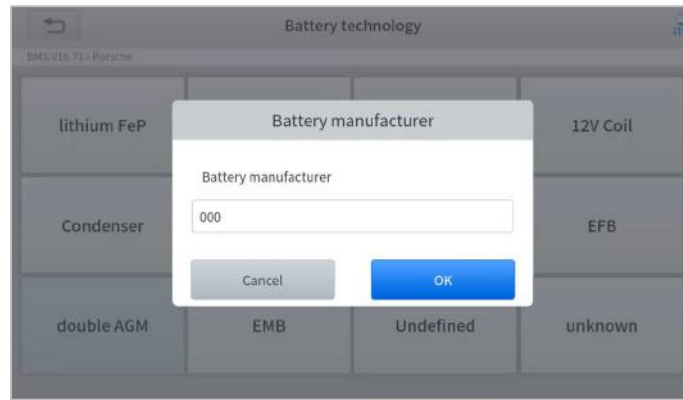 Battery technology
BMS V16.71> Porsche
lithium FeP
12V Coil
Battery manufacturer
Battery manufacturer
000
Cancel
OK
Condenser
EFB
double AGM
EMB
Undefined
unknown